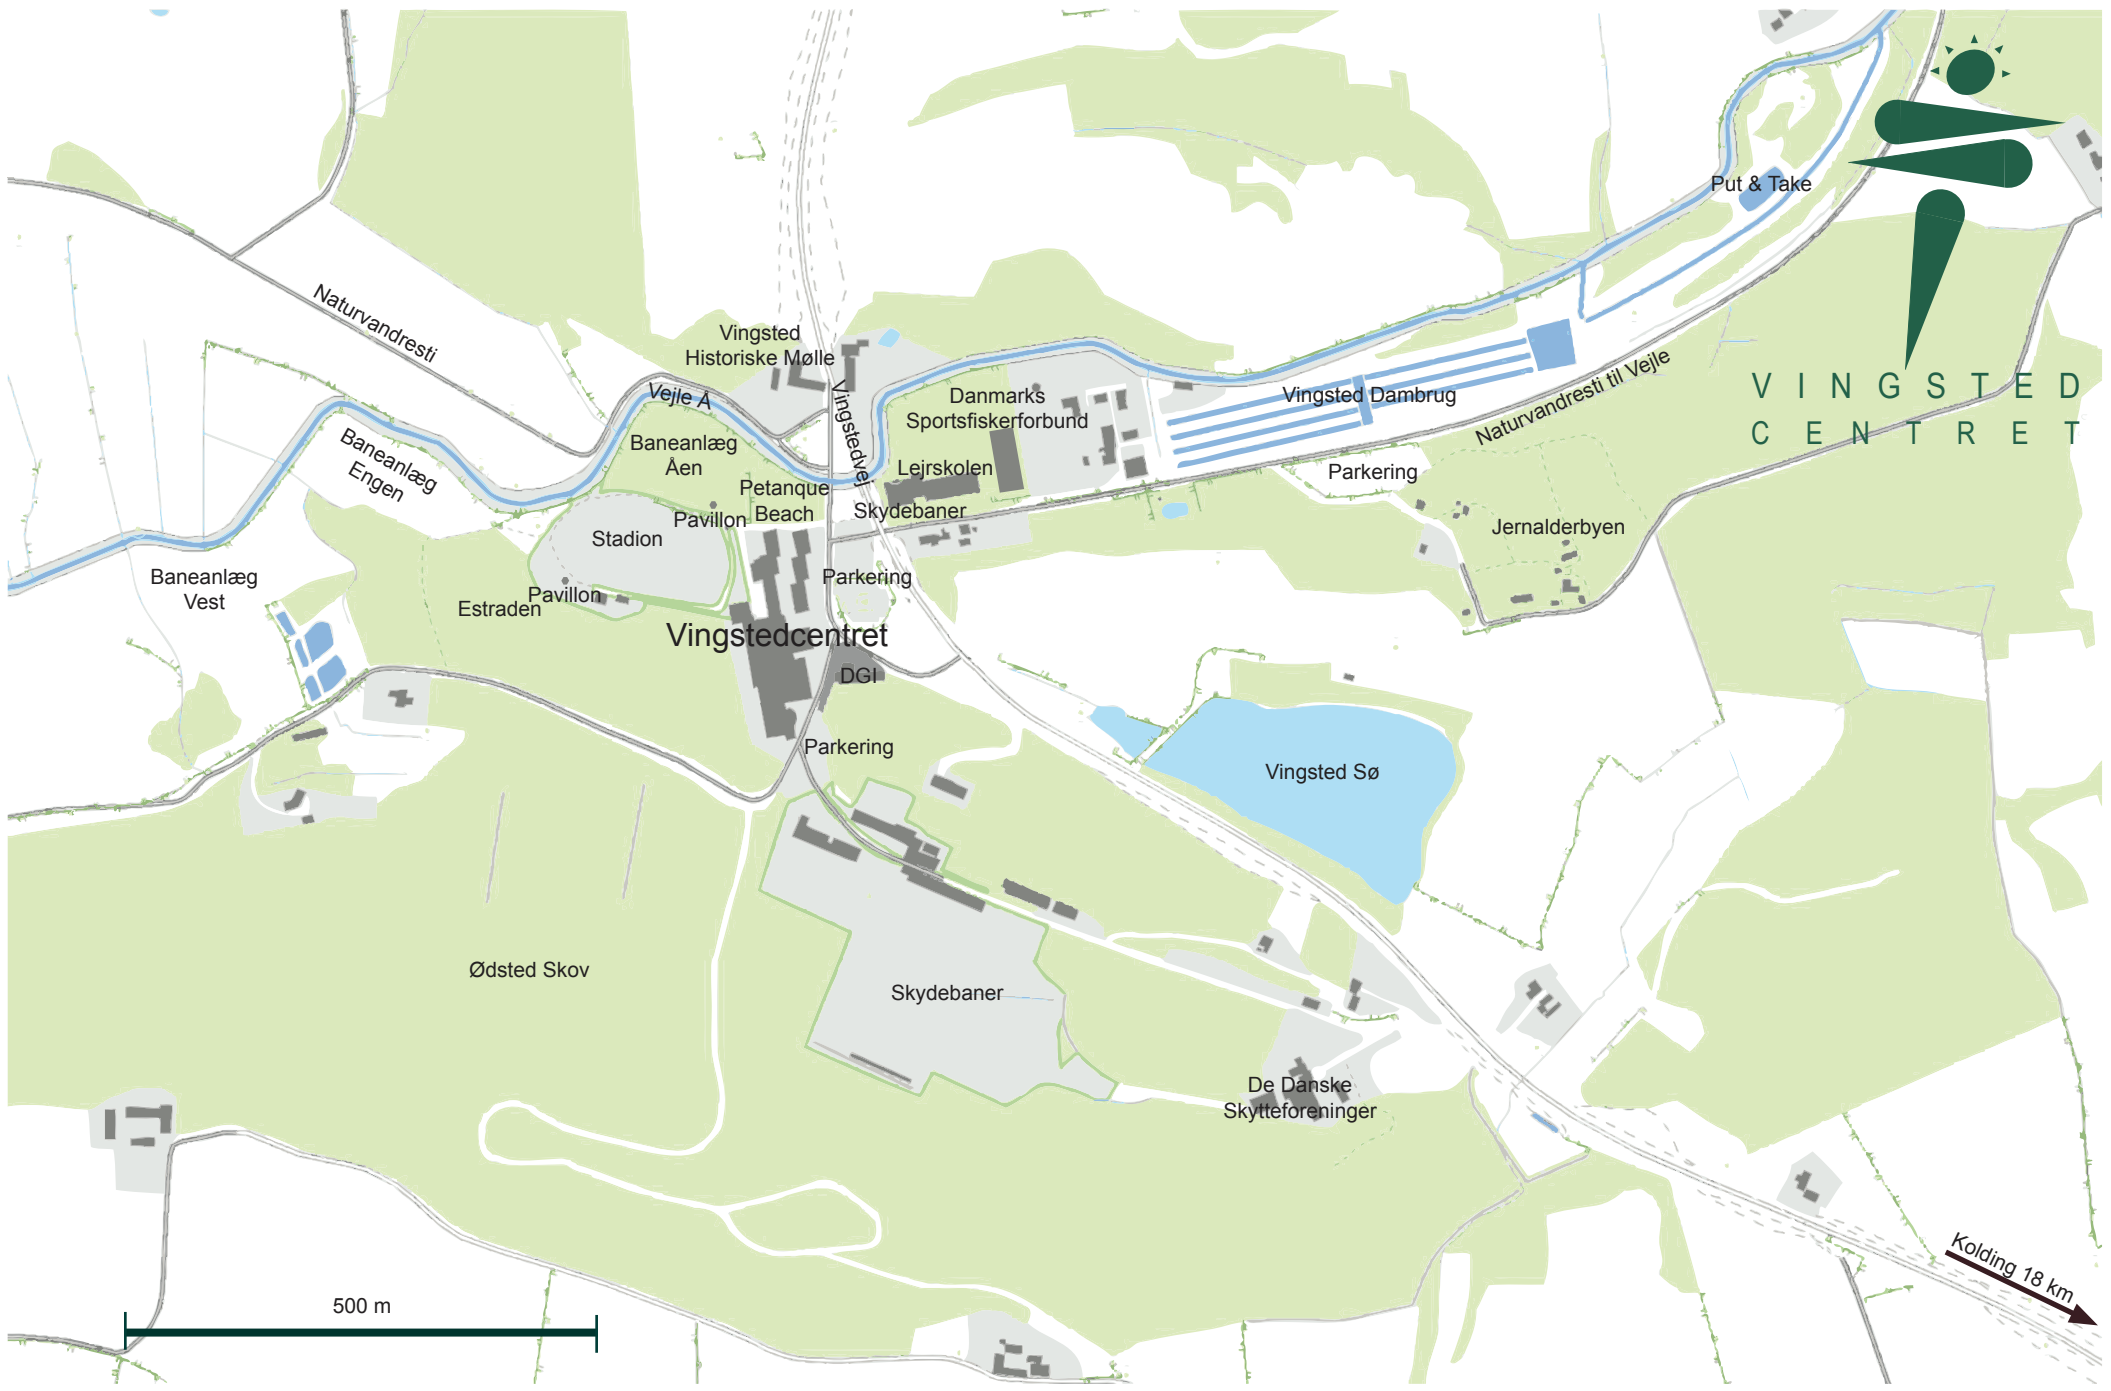 Put & Take
Naturvandresti
Vingsted
Historiske Mølle
Vejle Å
Vingstedvej
Danmarks
Sportsfiskerforbund
Vingsted Dambrug
Naturvandresti til Vejle
V I N G S T E D
C E N T R E T
Baneanlæg
Engen
Baneanlæg
Åen
Petanque
Beach
Lejrskolen
Skydebaner
Parkering
Pavillon
Stadion
Jernalderbyen
Baneanlæg
Vest
Estraden
Pavillon
Parkering
Vingstedcentret
DGI
Parkering
Vingsted Sø
Ødsted Skov
Skydebaner
De Danske
Skytteforeninger
Kolding 18 km
500 m